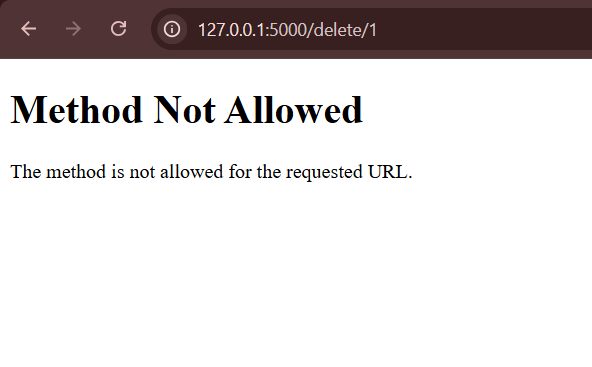 127.0.0.1:5000/delete/1
Method Not Allowed
The method is not allowed for the requested URL.